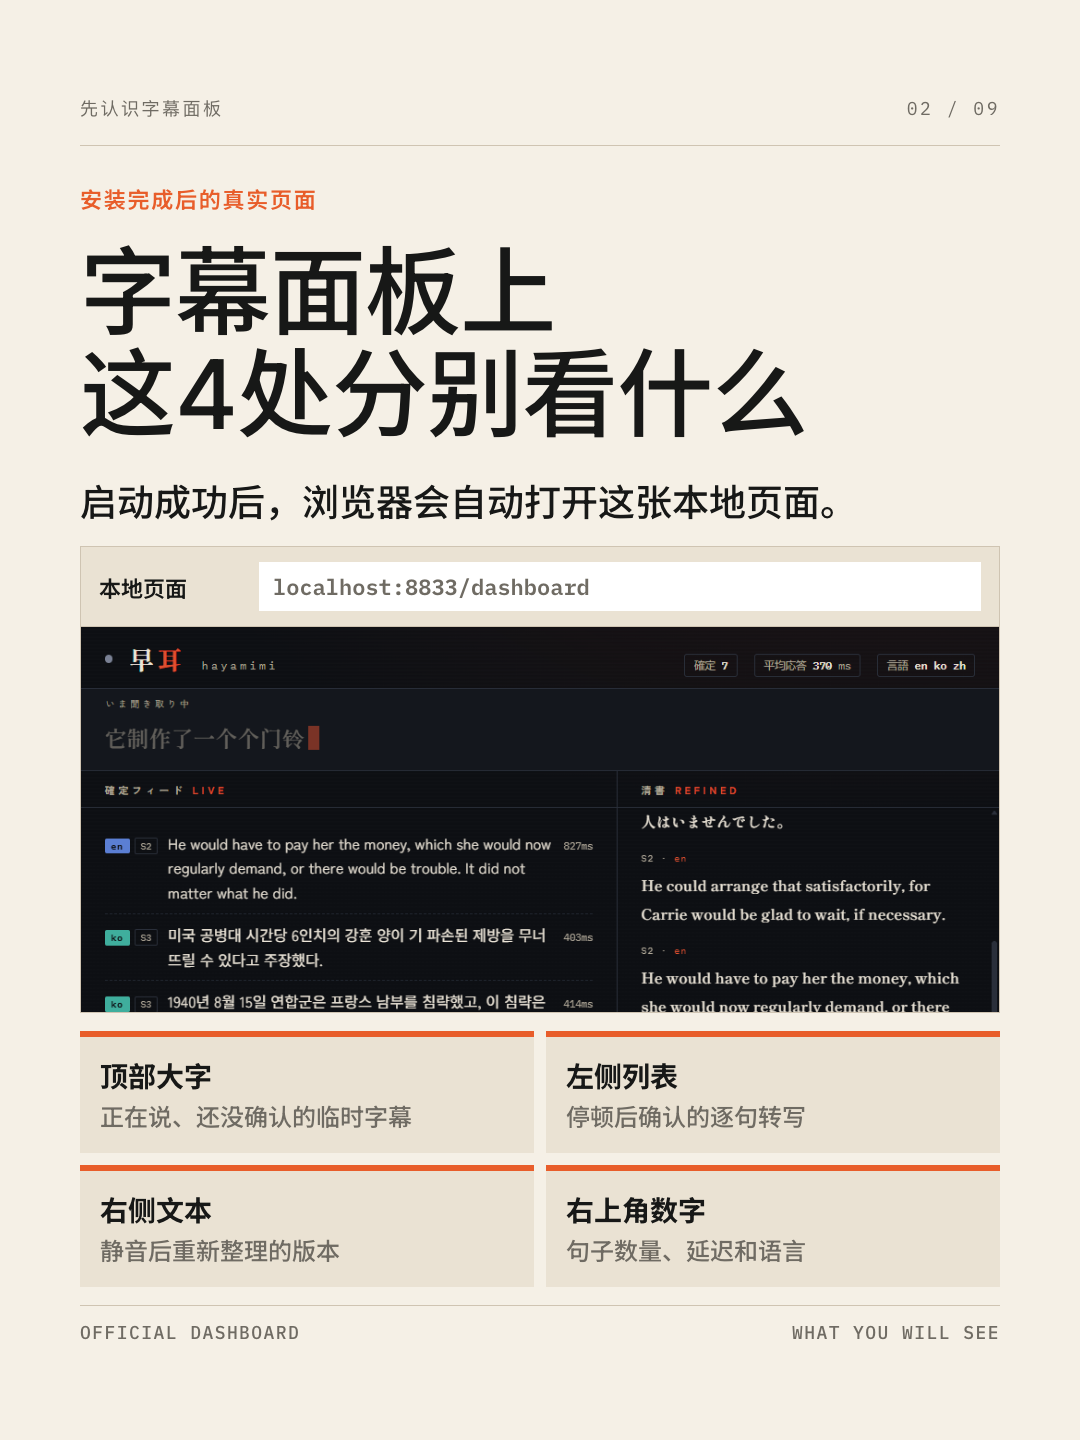 先认识字幕面板
02 / 09
安装完成后的真实页面
字幕面板上
这4处分别看什么
启动成功后，浏览器会自动打开这张本地页面。
本地页面
localhost:8833/dashboard
早耳 hayamimi
確定 7
平均応答 370 ms
言語 en ko zh
いま聞き取り中
它制作了一个个门铃
確定フィード LIVE
en S2 He would have to pay her the money, which she would now 827ms
regularly demand, or there would be trouble. It did not
matter what he did.
ko S3 미국 공병대 시간당 6인치의 강훈 양이 기 파손된 제방을 무너 403ms
뜨릴 수 있다고 주장했다.
ko S3 1940년 8월 15일 연합군은 프랑스 남부를 침략했고, 이 침략은 414ms
清書 REFINED
人はいませんでした。
S2 · en
He could arrange that satisfactorily, for
Carrie would be glad to wait, if necessary.
S2 · en
He would have to pay her the money, which
she would now regularly demand, or there
顶部大字
正在说、还没确认的临时字幕
左侧列表
停顿后确认的逐句转写
右侧文本
静音后重新整理的版本
右上角数字
句子数量、延迟和语言
OFFICIAL DASHBOARD
WHAT YOU WILL SEE